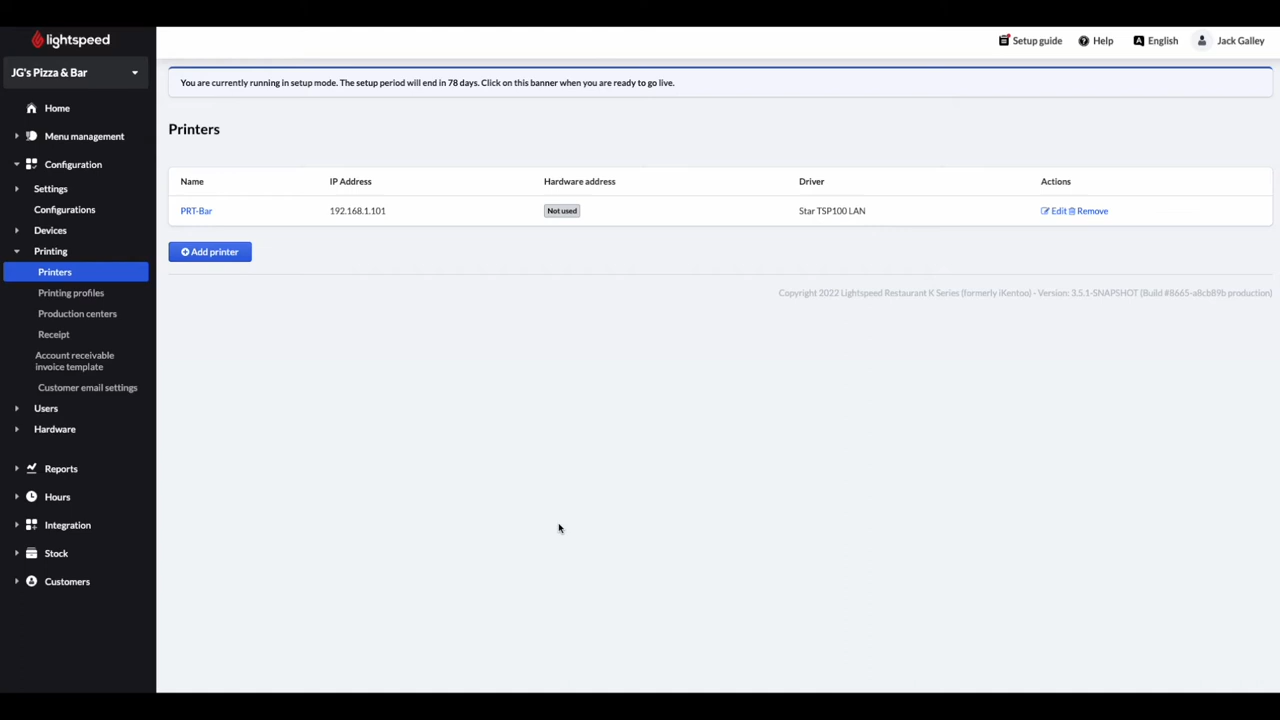 lightspeed
Setup guide
Help
English
Jack Galley
JG's Pizza & Bar
Home
Menu management
Configuration
Settings
Configurations
Devices
Printing
Printers
Printing profiles
Production centers
Receipt
Account receivable
invoice template
Customer email settings
Users
Hardware
Reports
Hours
Integration
Stock
Customers
You are currently running in setup mode. The setup period will end in 78 days. Click on this banner when you are ready to go live.
Printers
Name IP Address Hardware address Driver Actions
PRT-Bar 192.168.1.101 Not used Star TSP100 LAN Edit Remove
Add printer
Copyright 2022 Lightspeed Restaurant K Series (formerly iKentoo) - Version: 3.5.1-SNAPSHOT (Build #8665-a8cb89b production)